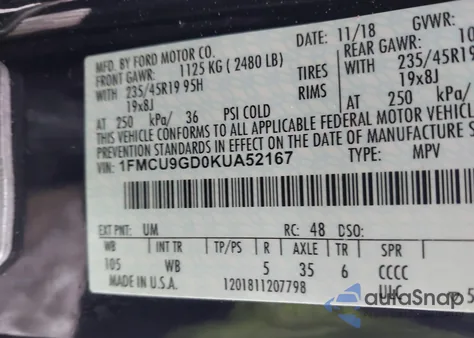 MFD. BY FORD MOTOR CO. DATE: 11/18 GVWR:
FRONT GAWR: 1125 KG ( 2480 LB) REAR GAWR: 10
WITH 235/45R19 95H TIRES 235/45R19
19x8J RIMS 19x8J
AT 250 kPa/ 36 PSI COLD AT 250 kPa/
THIS VEHICLE CONFORMS TO ALL APPLICABLE FEDERAL MOTOR VEHICLE
PREVENTION STANDARDS IN EFFECT ON THE DATE OF MANUFACTURE S
VIN: 1FMCU9GD0KUA52167 TYPE: MPV
EXT PNT: UM RC: 48 DSO:
WB INT TR TP/PS R AXLE TR SPR
105 WB 5 35 6 CCCC
MADE IN U.S.A. 1201811207798 UHC
autoSnap